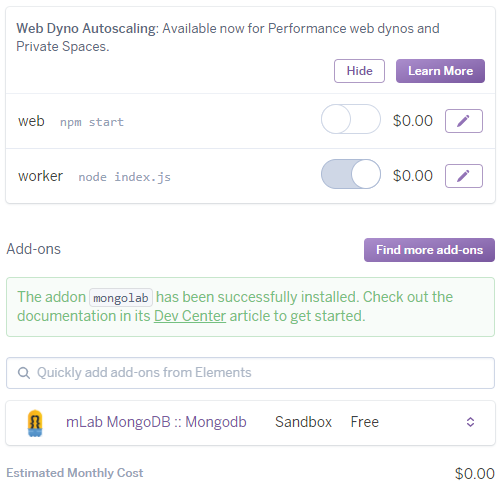 Web Dyno Autoscaling: Available now for Performance web dynos and
Private Spaces.
Hide Learn More
web npm start $0.00
worker node index.js $0.00
Add-ons Find more add-ons
The addon mongolab has been successfully installed. Check out the
documentation in its Dev Center article to get started.
Quickly add add-ons from Elements
mLab MongoDB :: Mongodb Sandbox Free
Estimated Monthly Cost $0.00